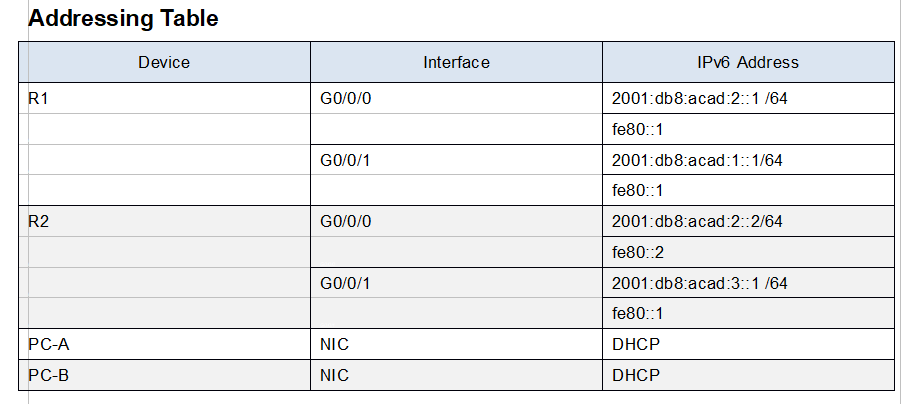 Addressing Table
Device Interface IPv6 Address
R1 G0/0/0 2001:db8:acad:2::1 /64
fe80::1
G0/0/1 2001:db8:acad:1::1/64
fe80::1
R2 G0/0/0 2001:db8:acad:2::2/64
fe80::2
G0/0/1 2001:db8:acad:3::1 /64
fe80::1
PC-A NIC DHCP
PC-B NIC DHCP